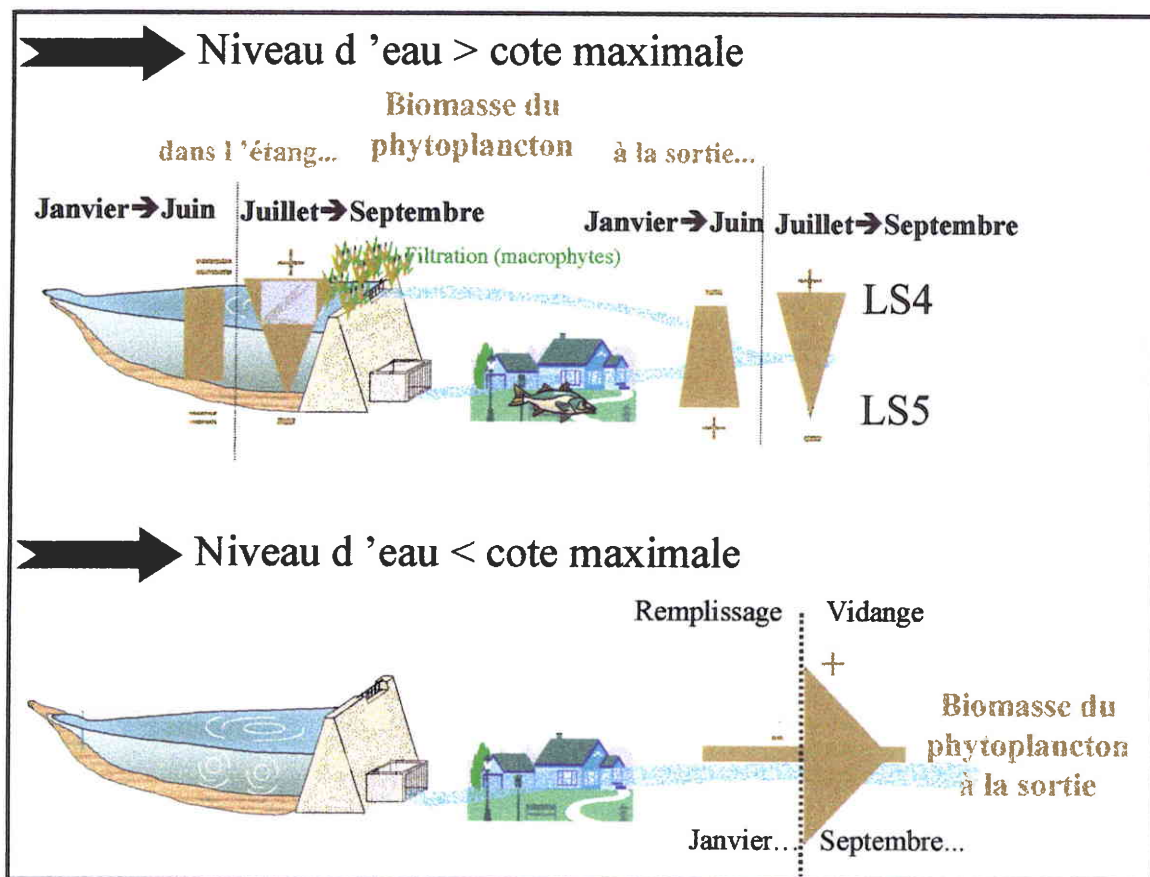 Niveau d ’eau > cote maximale
Biomasse du
phytoplancton
dans l ’étang...
à la sortie...
Janvier➔Juin
Juillet➔Septembre
Janvier➔Juin
Juillet➔Septembre
Filtration (macrophytes)
=
+
-
+
LS4
=
-
+
-
LS5
Niveau d ’eau < cote maximale
Remplissage
Vidange
+
-
Biomasse du
phytoplancton
à la sortie
Janvier…
Septembre...